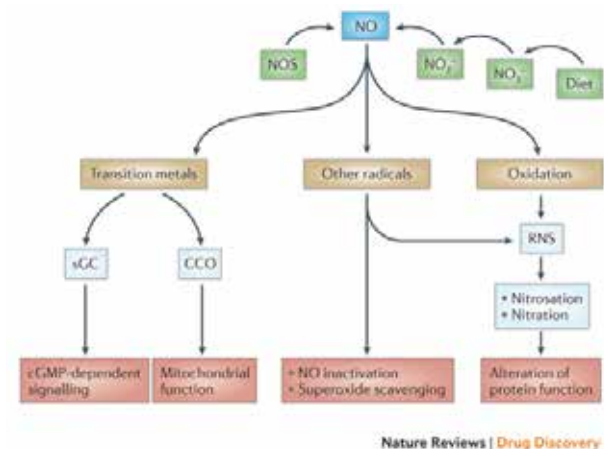 NO
NOS
NO₂⁻
NO₃⁻
Diet
Transition metals
Other radicals
Oxidation
sGC
CCO
RNS
• Nitrosation
• Nitration
cGMP-dependent
signalling
Mitochondrial
function
• NO inactivation
• Superoxide scavenging
Alteration of
protein function
Nature Reviews | Drug Discovery